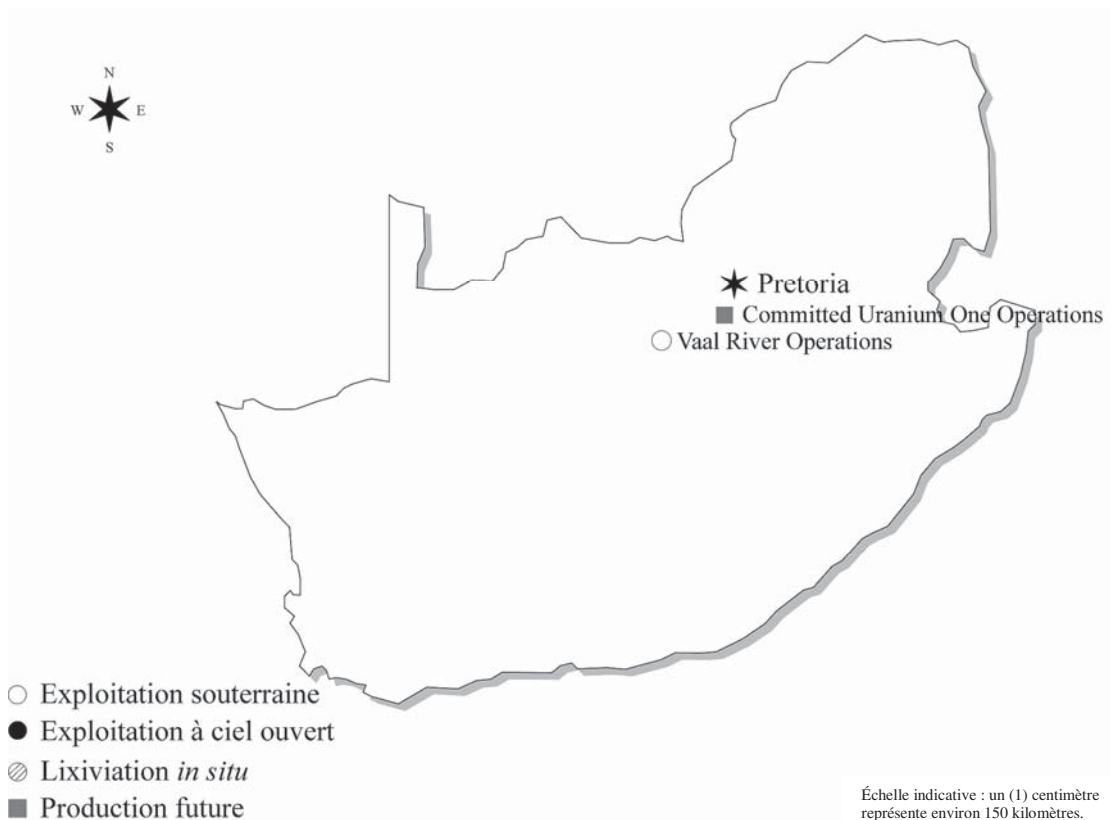 N
W E
S
Pretoria
Committed Uranium One Operations
Vaal River Operations
Exploitation souterraine
Exploitation à ciel ouvert
Lixiviation in situ
Production future
Échelle indicative : un (1) centimètre
représente environ 150 kilomètres.